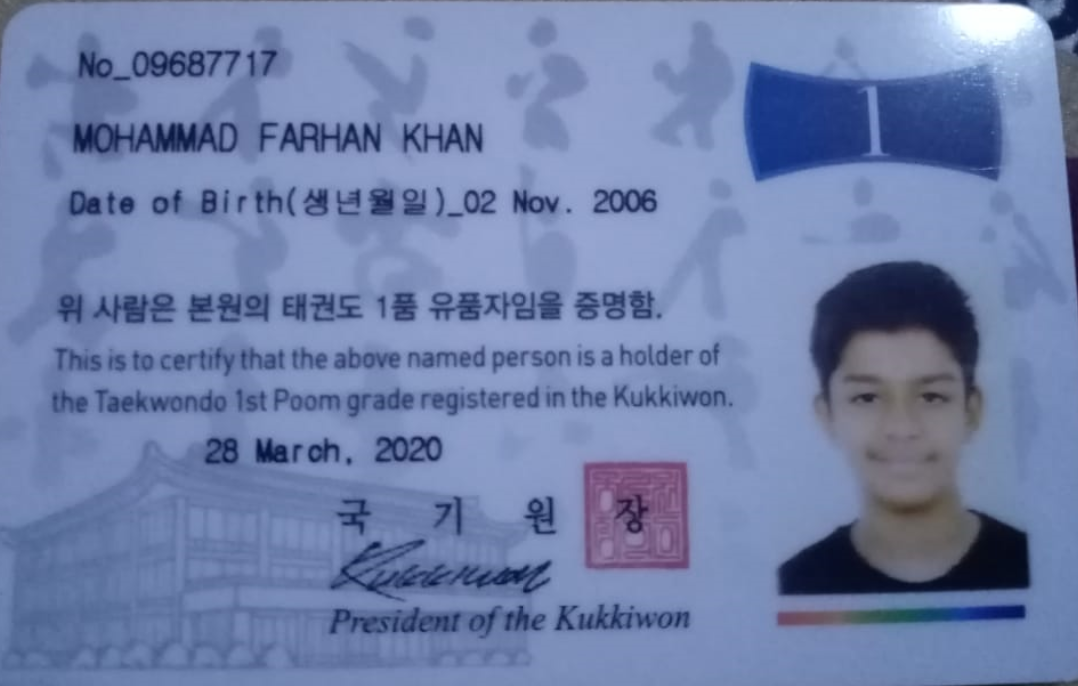 No_09687717
1
MOHAMMAD FARHAN KHAN
Date of Birth(생년월일)_02 Nov. 2006
위 사람은 본원의 태권도 1품 유품자임을 증명함.
This is to certify that the above named person is a holder of
the Taekwondo 1st Poom grade registered in the Kukkiwon.
28 March, 2020
국 기 원 장
Kukkiwon
President of the Kukkiwon